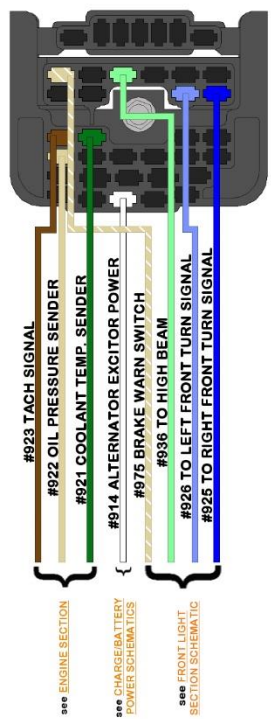 #923 TACH SIGNAL
#922 OIL PRESSURE SENDER
#921 COOLANT TEMP. SENDER
#914 ALTERNATOR EXCITOR POWER
#975 BRAKE WARN SWITCH
#936 TO HIGH BEAM
#926 TO LEFT FRONT TURN SIGNAL
#925 TO RIGHT FRONT TURN SIGNAL
see ENGINE SECTION
see CHARGE/BATTERY
POWER SCHEMATICS
see FRONT LIGHT
SECTION SCHEMATIC